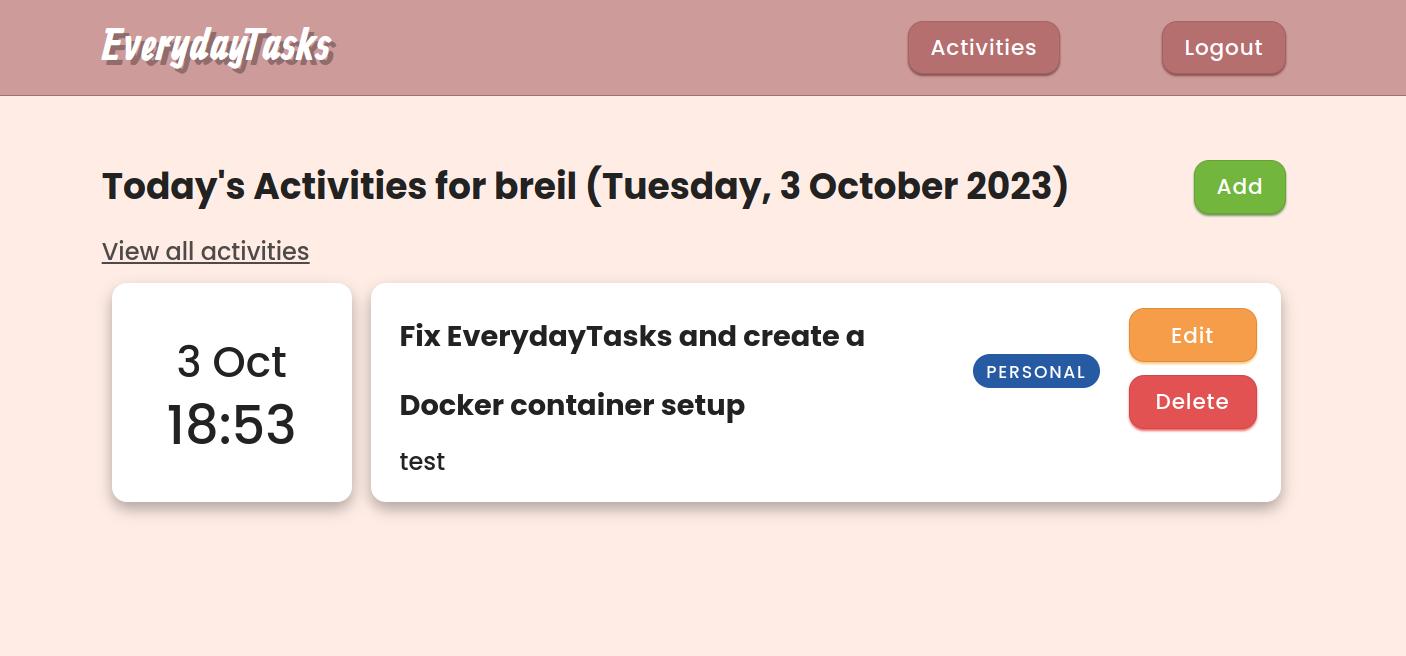 EverydayTasks
Activities
Logout
Today's Activities for breil (Tuesday, 3 October 2023)
Add
View all activities
3 Oct
18:53
Fix EverydayTasks and create a
Docker container setup
test
PERSONAL
Edit
Delete